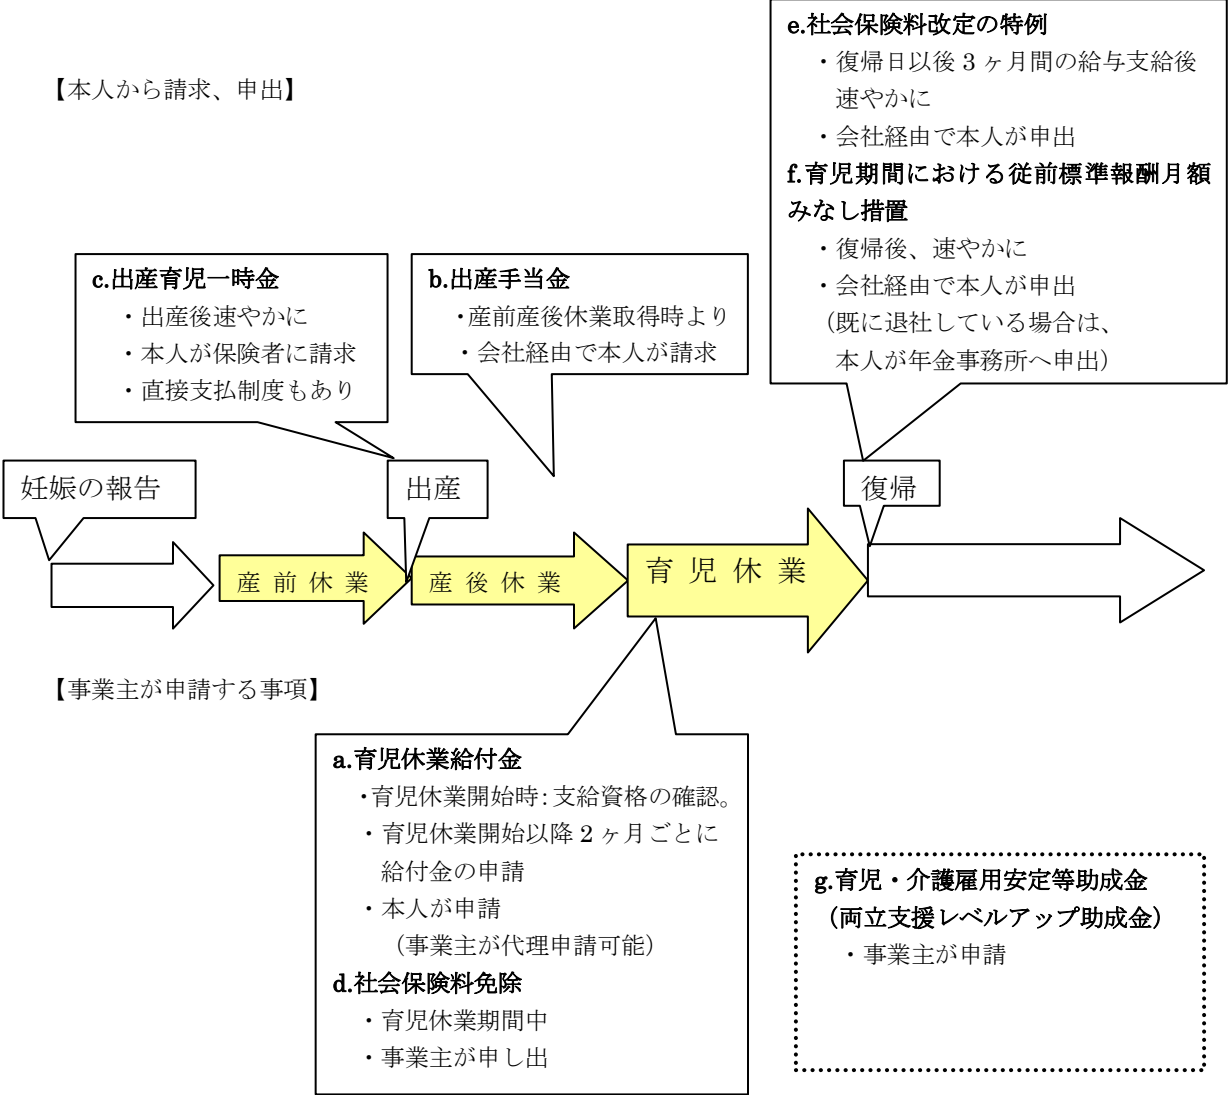 【本人から請求、申出】
e.社会保険料改定の特例
・復帰日以後3ヶ月間の給与支給後
速やかに
・会社経由で本人が申出
f.育児期間における従前標準報酬月額
みなし措置
・復帰後、速やかに
・会社経由で本人が申出
（既に退社している場合は、
本人が年金事務所へ申出）
c.出産育児一時金
・出産後速やかに
・本人が保険者に請求
・直接支払制度もあり
b.出産手当金
・産前産後休業取得時より
・会社経由で本人が請求
妊娠の報告
出産
復帰
産前休業
産後休業
育児休業
【事業主が申請する事項】
a.育児休業給付金
・育児休業開始時：支給資格の確認。
・育児休業開始以降2ヶ月ごとに
給付金の申請
・本人が申請
（事業主が代理申請可能）
d.社会保険料免除
・育児休業期間中
・事業主が申し出
g.育児・介護雇用安定等助成金
（両立支援レベルアップ助成金）
・事業主が申請